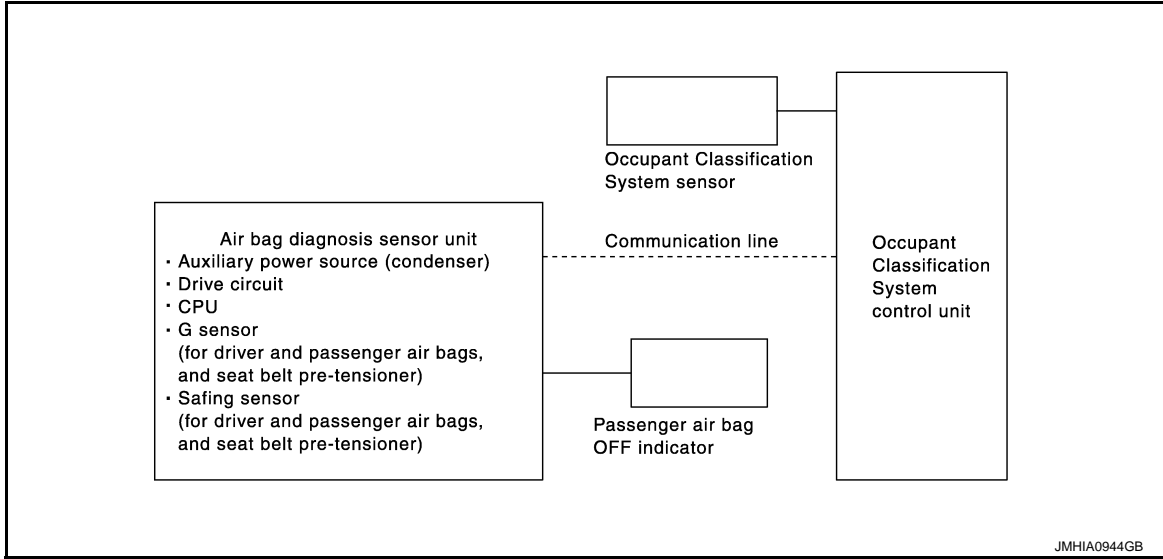 Occupant Classification
System sensor
Air bag diagnosis sensor unit
· Auxiliary power source (condenser)
· Drive circuit
· CPU
· G sensor
(for driver and passenger air bags,
and seat belt pre-tensioner)
· Safing sensor
(for driver and passenger air bags,
and seat belt pre-tensioner)
Communication line
Passenger air bag
OFF indicator
Occupant
Classification
System
control unit
JMHIA0944GB